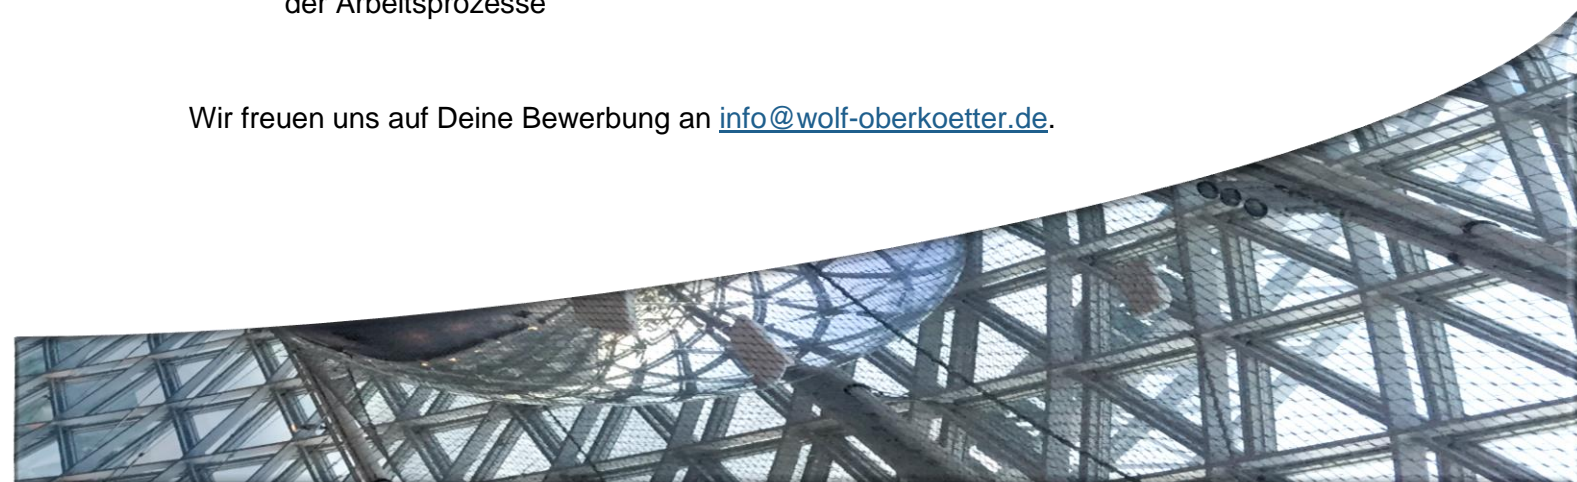 der Arbeitsprozesse
Wir freuen uns auf Deine Bewerbung an info@wolf-oberkoetter.de.